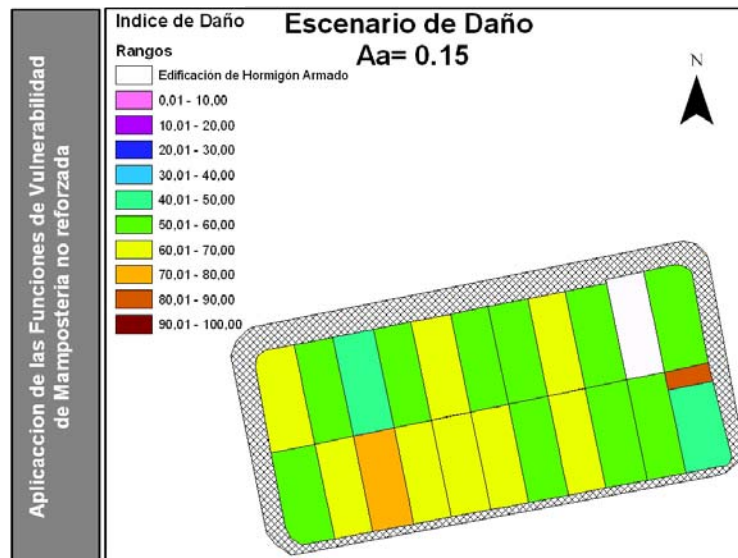 Aplicaccion de las Funciones de Vulnerabilidad
de Mamposteria no reforzada
Indice de Daño
Escenario de Daño
Aa= 0.15
Rangos
Edificación de Hormigón Armado
0,01 - 10,00
10,01 - 20,00
20,01 - 30,00
30,01 - 40,00
40,01 - 50,00
50,01 - 60,00
60,01 - 70,00
70,01 - 80,00
80,01 - 90,00
90,01 - 100,00
N